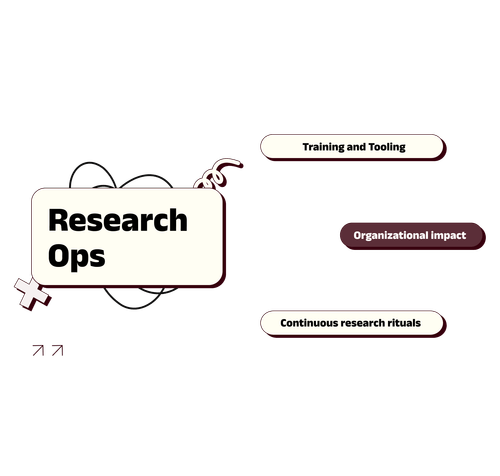 Research
Ops
Training and Tooling
Organizational impact
Continuous research rituals